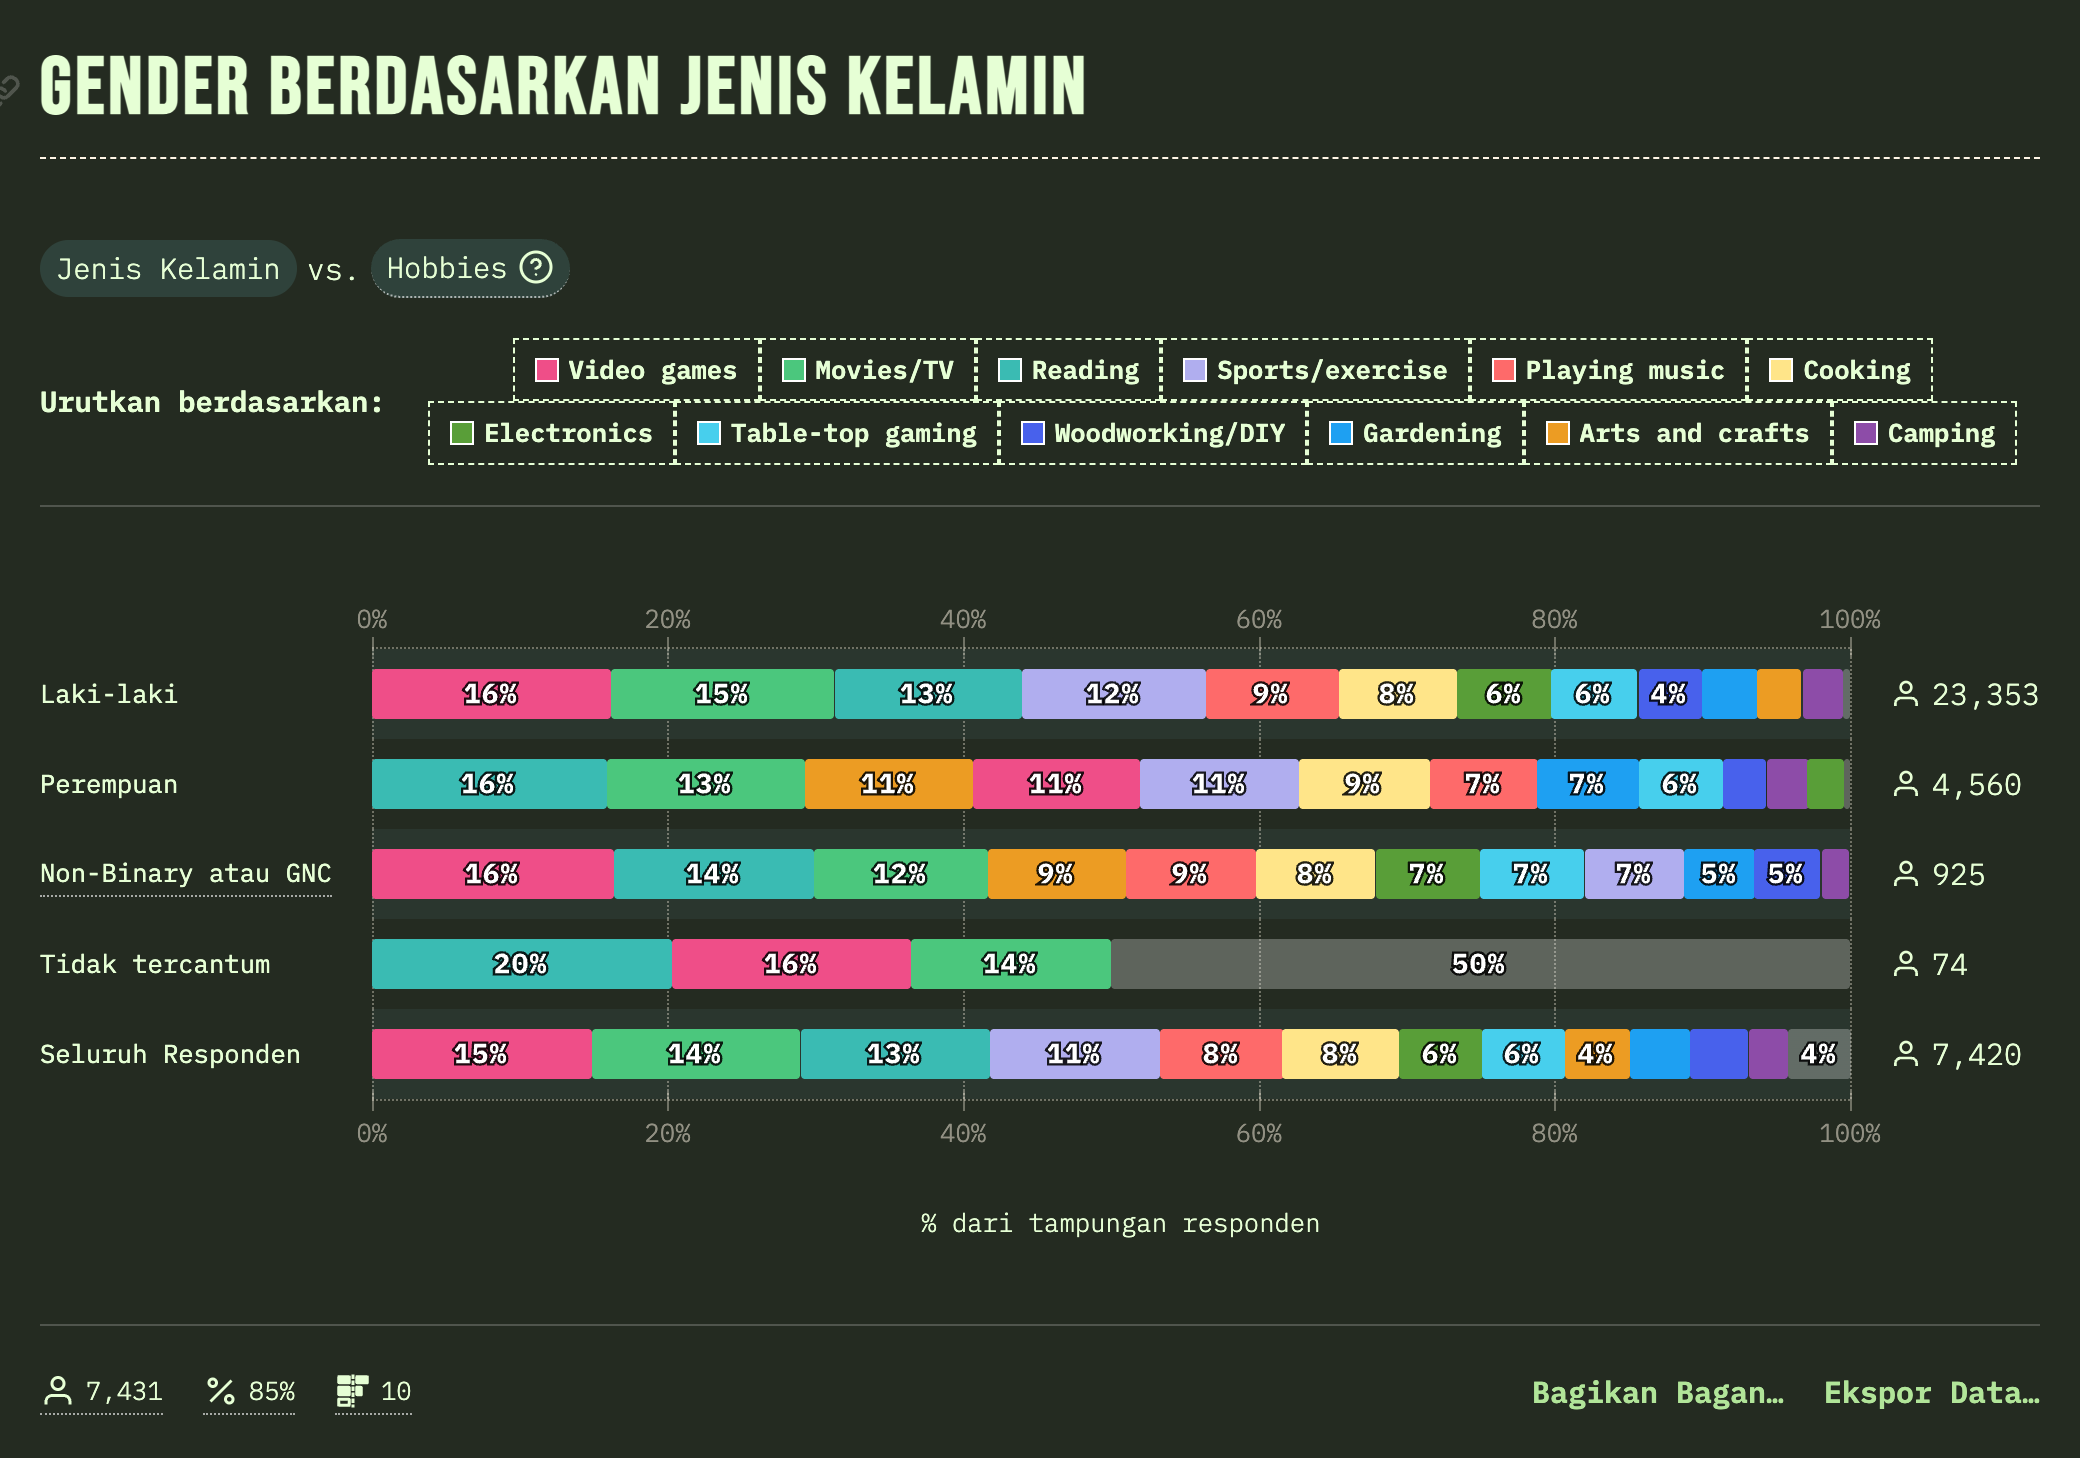 GENDER BERDASARKAN JENIS KELAMIN
Jenis Kelamin vs. Hobbies ?
Urutkan berdasarkan:
Video games Movies/TV Reading Sports/exercise Playing music Cooking
Electronics Table-top gaming Woodworking/DIY Gardening Arts and crafts Camping
0% 20% 40% 60% 80% 100%
Laki-laki 16% 15% 13% 12% 9% 8% 6% 6% 4% 23,353
Perempuan 16% 13% 11% 11% 11% 9% 7% 7% 6% 4,560
Non-Binary atau GNC 16% 14% 12% 9% 9% 8% 7% 7% 7% 5% 5% 925
Tidak tercantum 20% 16% 14% 50% 74
Seluruh Responden 15% 14% 13% 11% 8% 8% 6% 6% 4% 4% 7,420
0% 20% 40% 60% 80% 100%
% dari tampungan responden
7,431 85% 10 Bagikan Bagan… Ekspor Data…